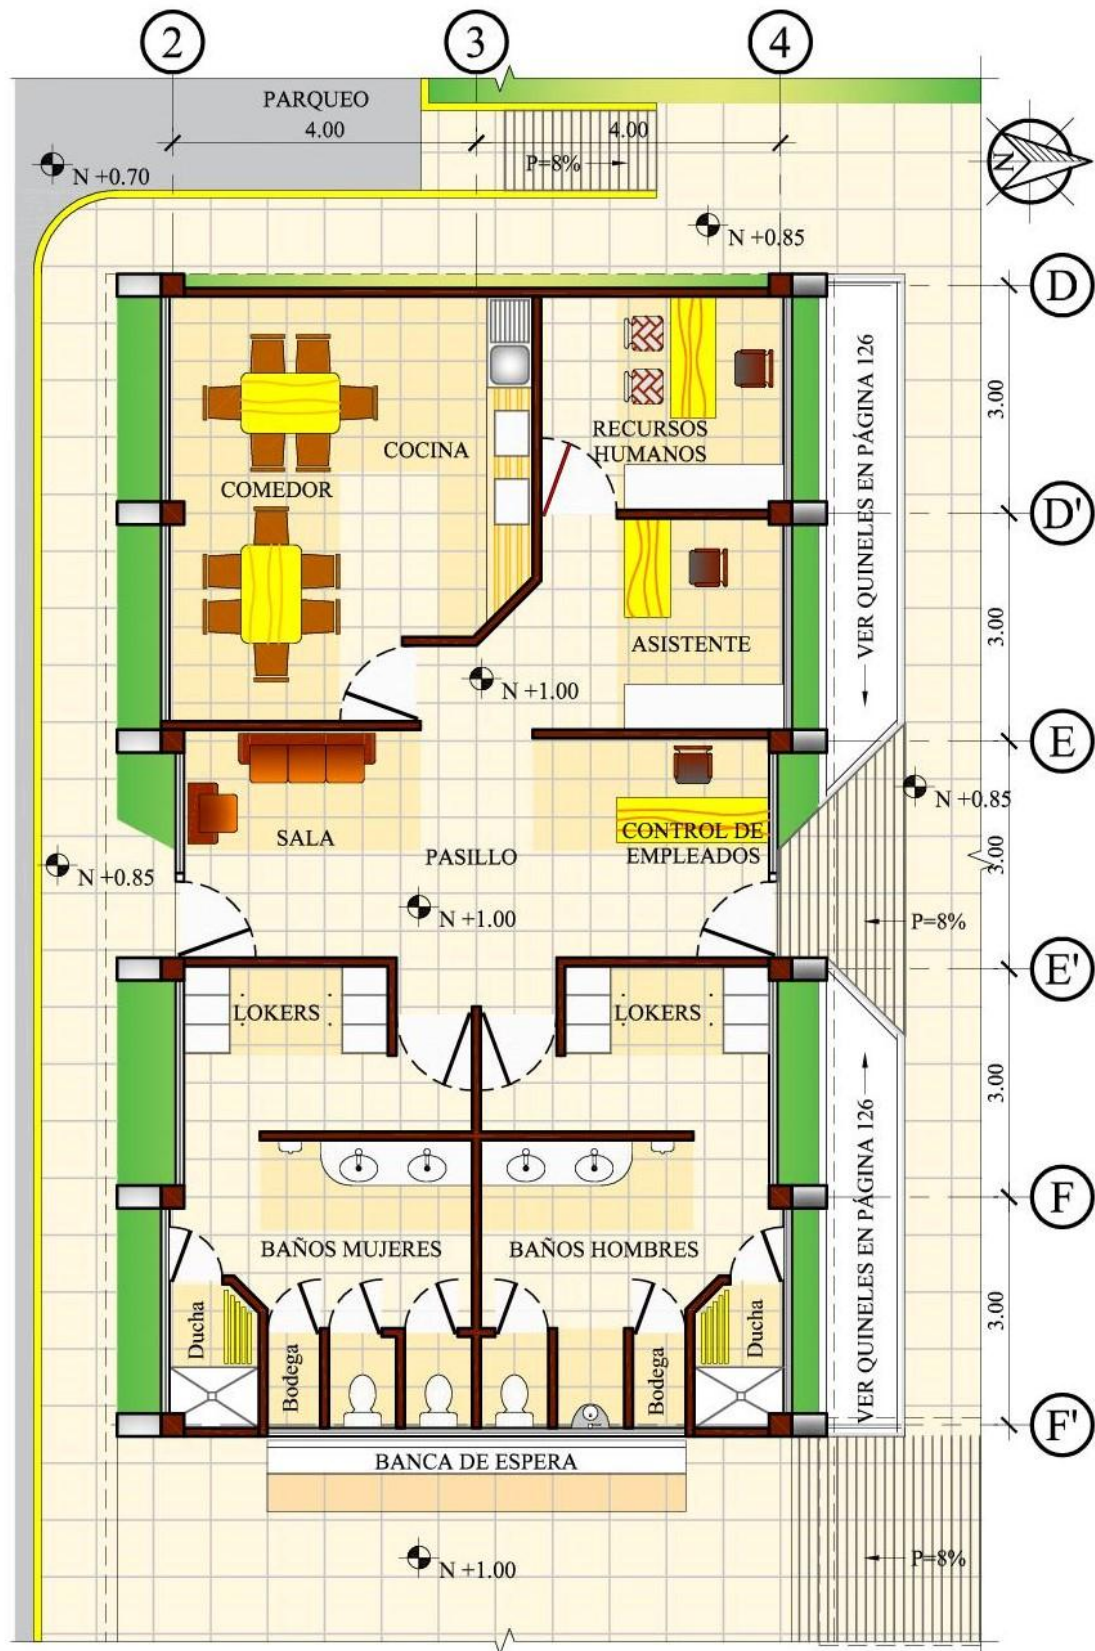 2
3
4
PARQUEO
4.00
4.00
P=8%
N +0.70
N
N +0.85
D
VER QUINELES EN PÁGINA 126
3.00
RECURSOS
HUMANOS
COCINA
COMEDOR
D'
3.00
ASISTENTE
N +1.00
E
N +0.85
SALA
CONTROL DE
EMPLEADOS
PASILLO
3.00
N +0.85
N +1.00
P=8%
E'
LOKERS
LOKERS
3.00
VER QUINELES EN PÁGINA 126
F
BAÑOS MUJERES
BAÑOS HOMBRES
3.00
Ducha
Bodega
Bodega
Ducha
F'
BANCA DE ESPERA
N +1.00
P=8%